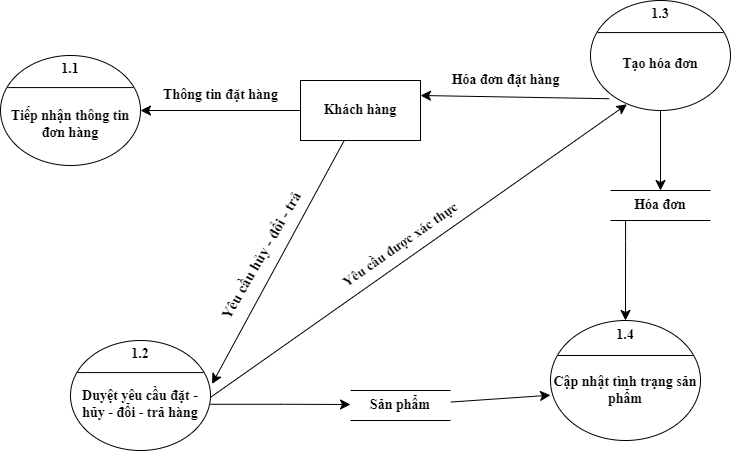 1.3
Tạo hóa đơn
1.1
Tiếp nhận thông tin
đơn hàng
Thông tin đặt hàng
Khách hàng
Hóa đơn đặt hàng
Hóa đơn
Yêu cầu hủy - đổi - trả
Yêu cầu được xác thực
1.2
Duyệt yêu cầu đặt -
hủy - đổi - trả hàng
Sản phẩm
1.4
Cập nhật tình trạng sản
phẩm